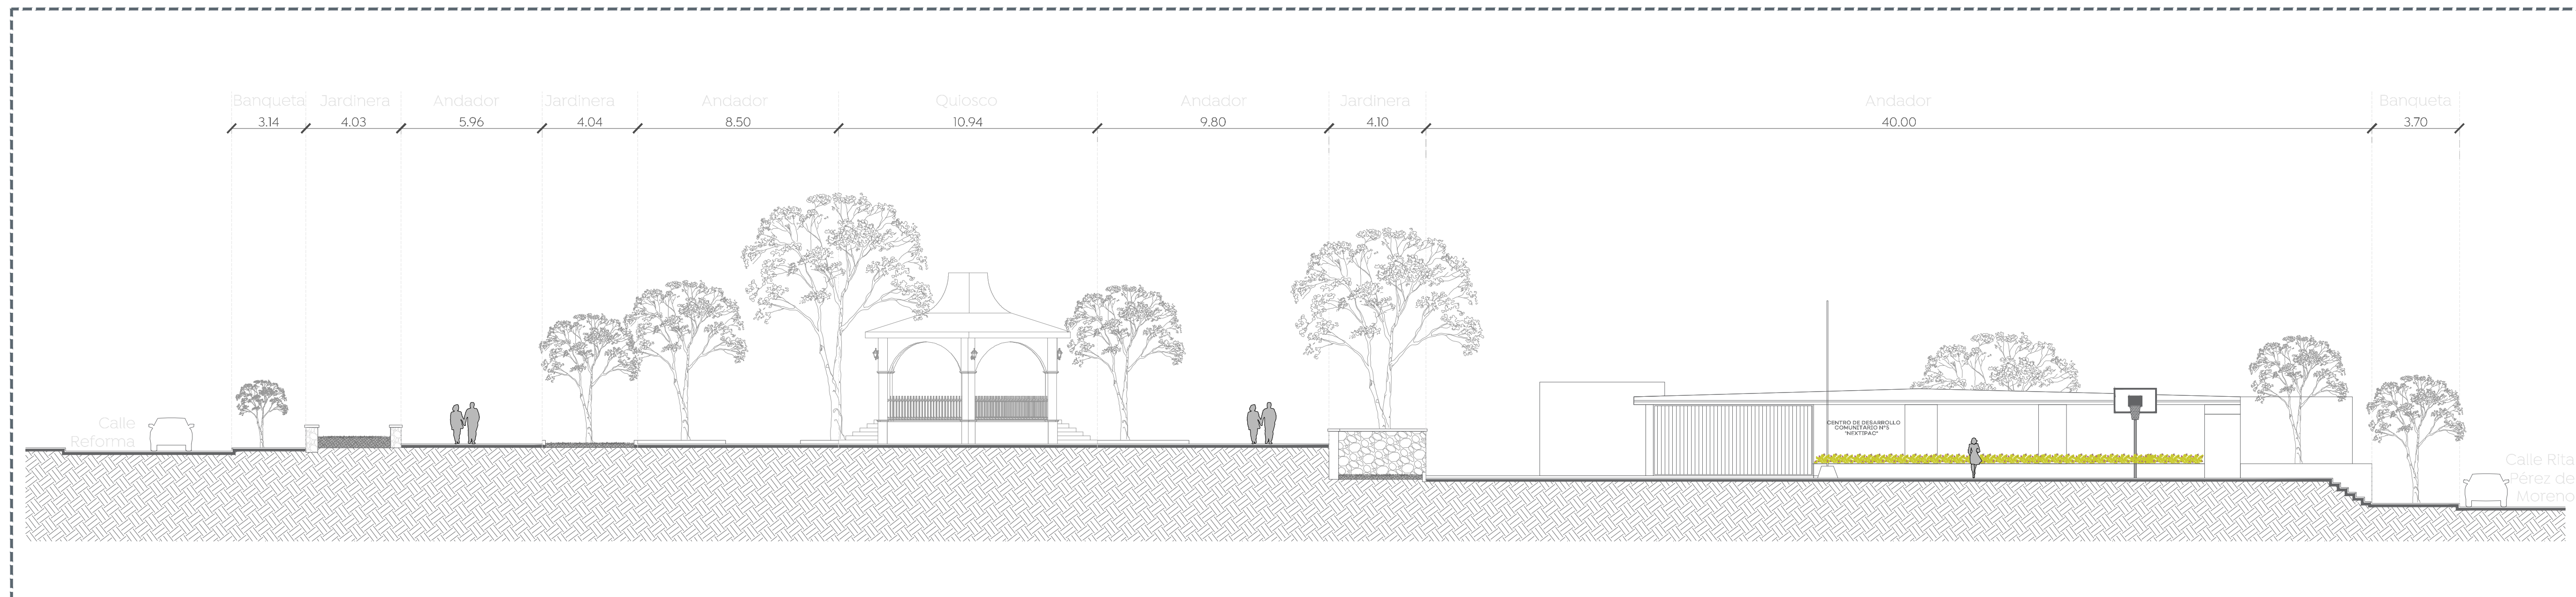 Banqueta Jardinera Andador Jardinera Andador Quiosco Andador Jardinera Andador Banqueta
3.14 4.03 5.96 4.04 8.50 10.94 9.80 4.10 40.00 3.70
Calle
Reforma
CENTRO DE DESARROLLO
COMUNITARIO N°5
"NEXTIPAC"
Calle Rita
Pérez de
Moreno